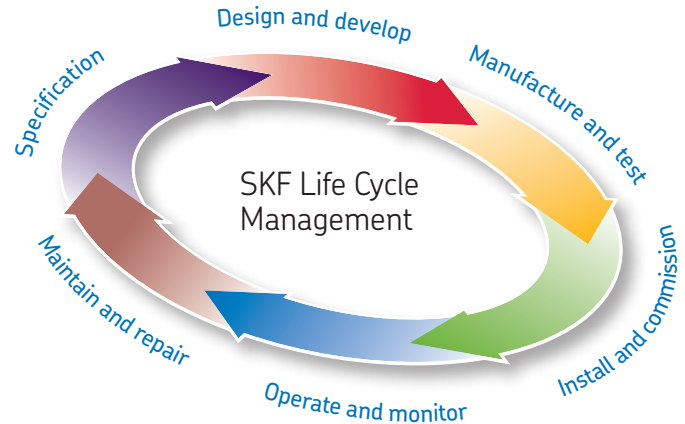 Design and develop
Manufacture and test
Specification
SKF Life Cycle
Management
Install and commission
Maintain and repair
Operate and monitor